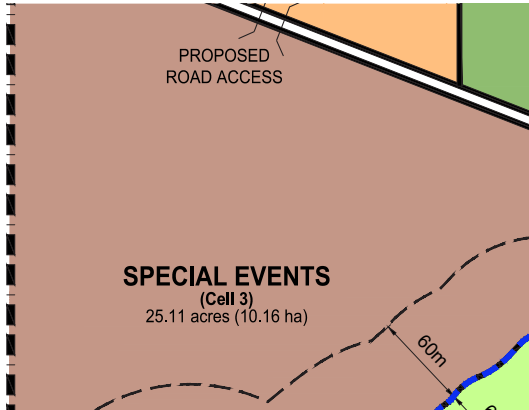 PROPOSED
ROAD ACCESS
SPECIAL EVENTS
(Cell 3)
25.11 acres (10.16 ha)
60m